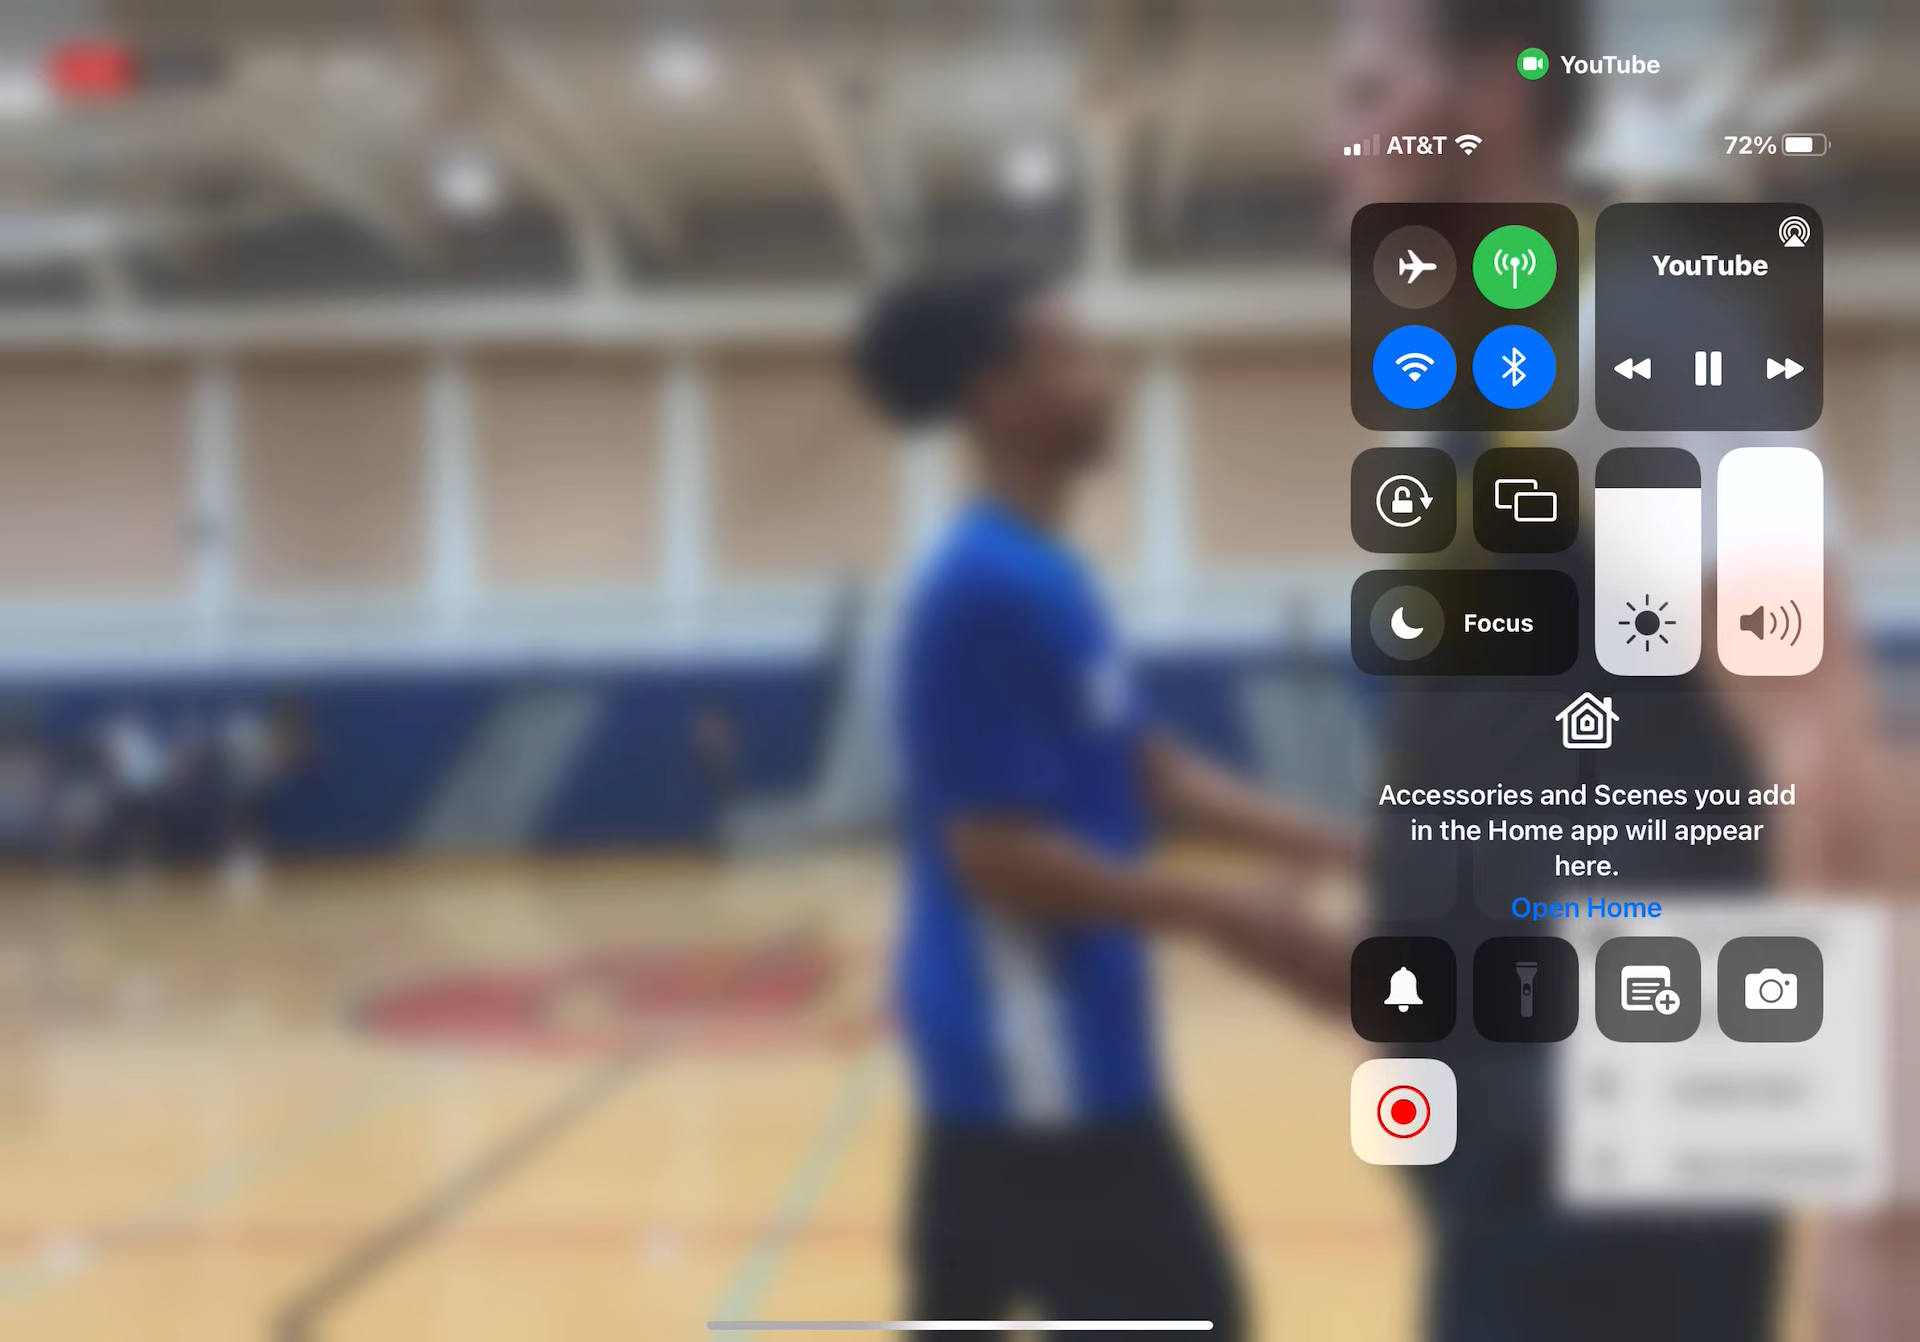 YouTube
AT&T
72%
YouTube
Focus
Accessories and Scenes you add
in the Home app will appear
here.
Open Home